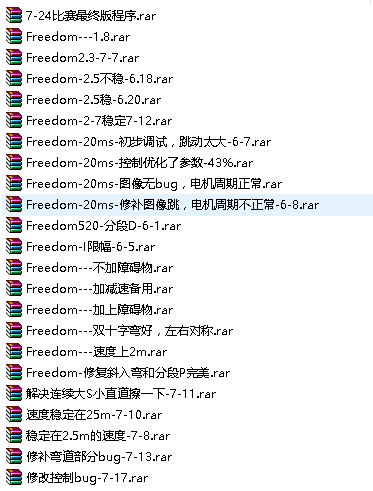 7-24比赛最终版程序.rar
Freedom---1.8.rar
Freedom2.3-7-7.rar
Freedom-2.5不稳-6.18.rar
Freedom-2.5稳-6.20.rar
Freedom-2-7稳定7-12.rar
Freedom-20ms-初步调试，跳动太大-6-7.rar
Freedom-20ms-控制优化了参数-43%.rar
Freedom-20ms-图像无bug，电机周期正常.rar
Freedom-20ms-修补图像跳，电机周期不正常-6-8.rar
Freedom520-分段D-6-1.rar
Freedom-I限幅-6-5.rar
Freedom---不加障碍物.rar
Freedom---加减速备用.rar
Freedom---加上障碍物.rar
Freedom---双十字弯好，左右对称.rar
Freedom---速度上2m.rar
Freedom-修复斜入弯和分段P完美.rar
解决连续大S小直道擦一下-7-11.rar
速度稳定在25m-7-10.rar
稳定在2.5m的速度-7-8.rar
修补弯道部分bug-7-13.rar
修改控制bug-7-17.rar